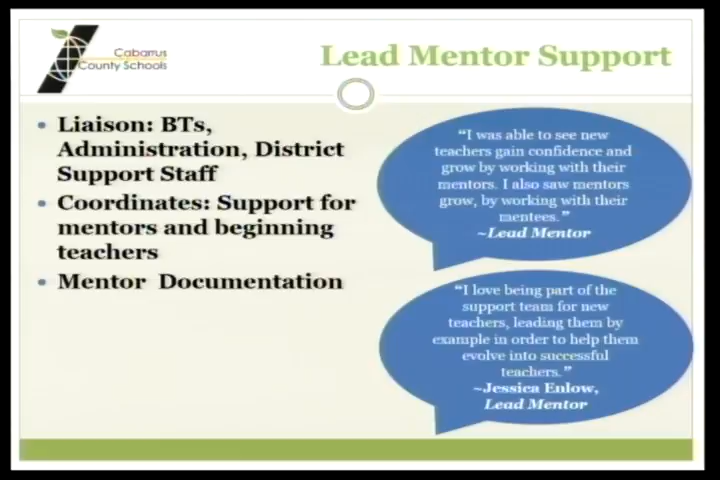 Cabarrus
County Schools
Lead Mentor Support
• Liaison: BTs,
Administration, District
Support Staff
• Coordinates: Support for
mentors and beginning
teachers
• Mentor Documentation
"I was able to see new
teachers gain confidence and
grow by working with their
mentors. I also saw mentors
grow, by working with their
mentees."
~Lead Mentor
"I love being part of the
support team for new
teachers, leading them by
example in order to help them
evolve into successful
teachers."
~Jessica Enlow,
Lead Mentor